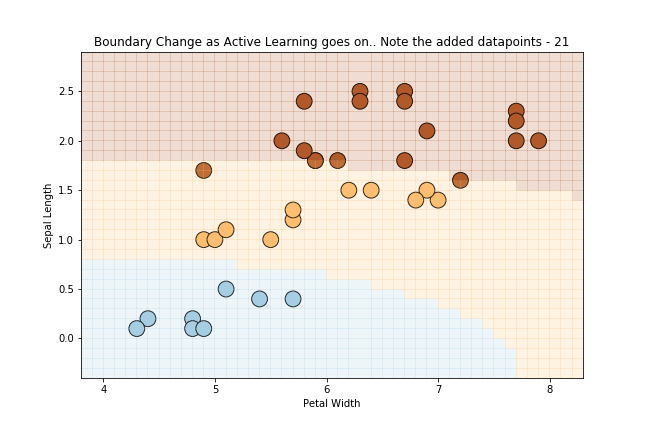 Boundary Change as Active Learning goes on.. Note the added datapoints - 21
2.5
2.0
1.5
1.0
0.5
0.0
Sepal Length
4 5 6 7 8
Petal Width